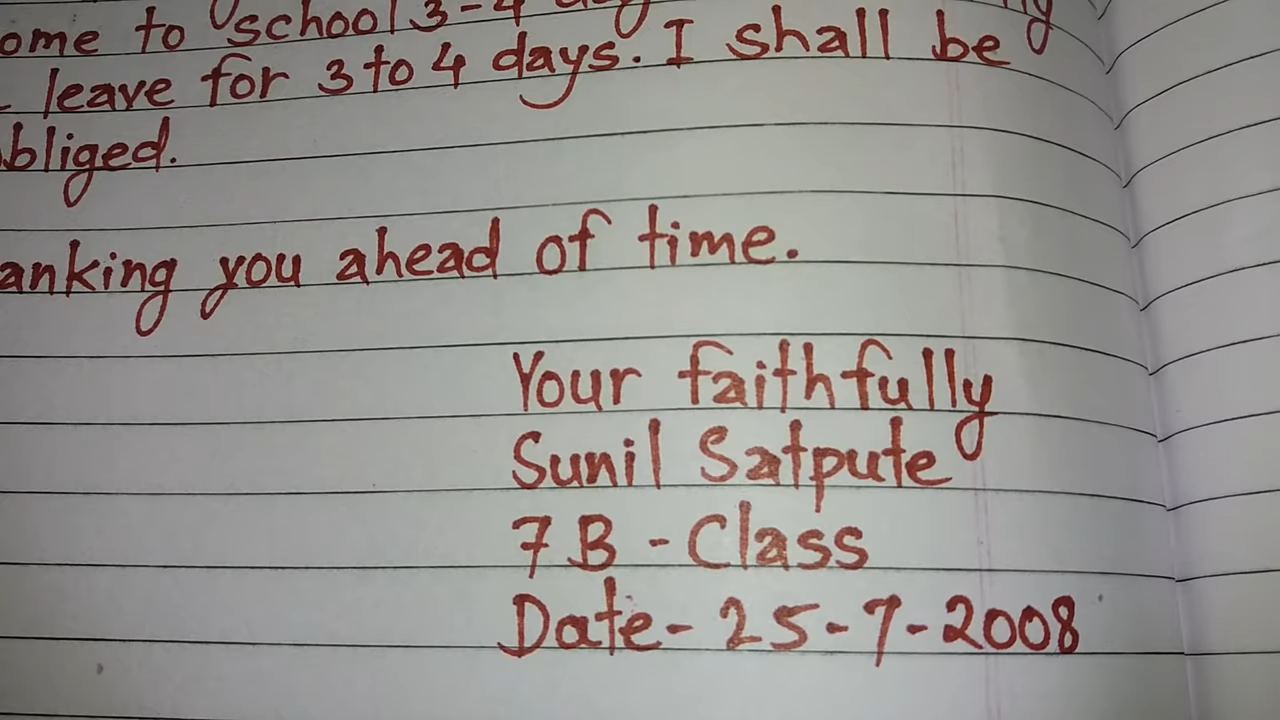 ome to school 3-4
leave for 3 to 4 days. I shall be
bliged.
anking you ahead of time.
Your faithfully
Sunil Satpute
7B - Class
Date- 25-7-2008